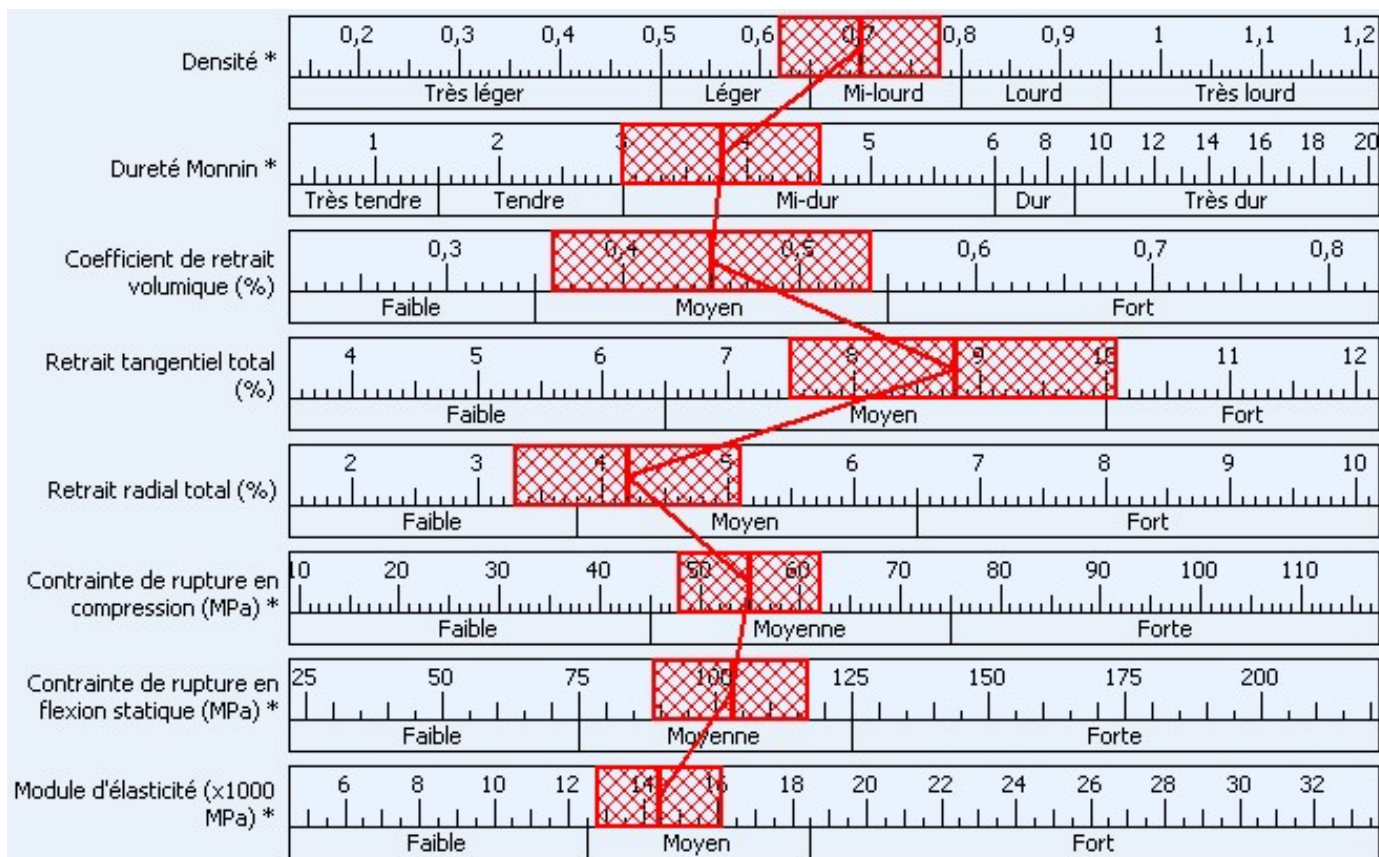 0,2 0,3 0,4 0,5 0,6 0,7 0,8 0,9 1 1,1 1,2
Densité *
Très léger Léger Mi-lourd Lourd Très lourd
1 2 3 4 5 6 8 10 12 14 16 18 20
Dureté Monnin *
Très tendre Tendre Mi-dur Dur Très dur
0,3 0,4 0,5 0,6 0,7 0,8
Coefficient de retrait
volumique (%)
Faible Moyen Fort
4 5 6 7 8 9 10 11 12
Retrait tangentiel total
(%)
Faible Moyen Fort
2 3 4 5 6 7 8 9 10
Retrait radial total (%)
Faible Moyen Fort
10 20 30 40 50 60 70 80 90 100 110
Contrainte de rupture en
compression (MPa) *
Faible Moyenne Forte
25 50 75 100 125 150 175 200
Contrainte de rupture en
flexion statique (MPa) *
Faible Moyenne Forte
6 8 10 12 14 16 18 20 22 24 26 28 30 32
Module d'élasticité (x1000
MPa) *
Faible Moyen Fort